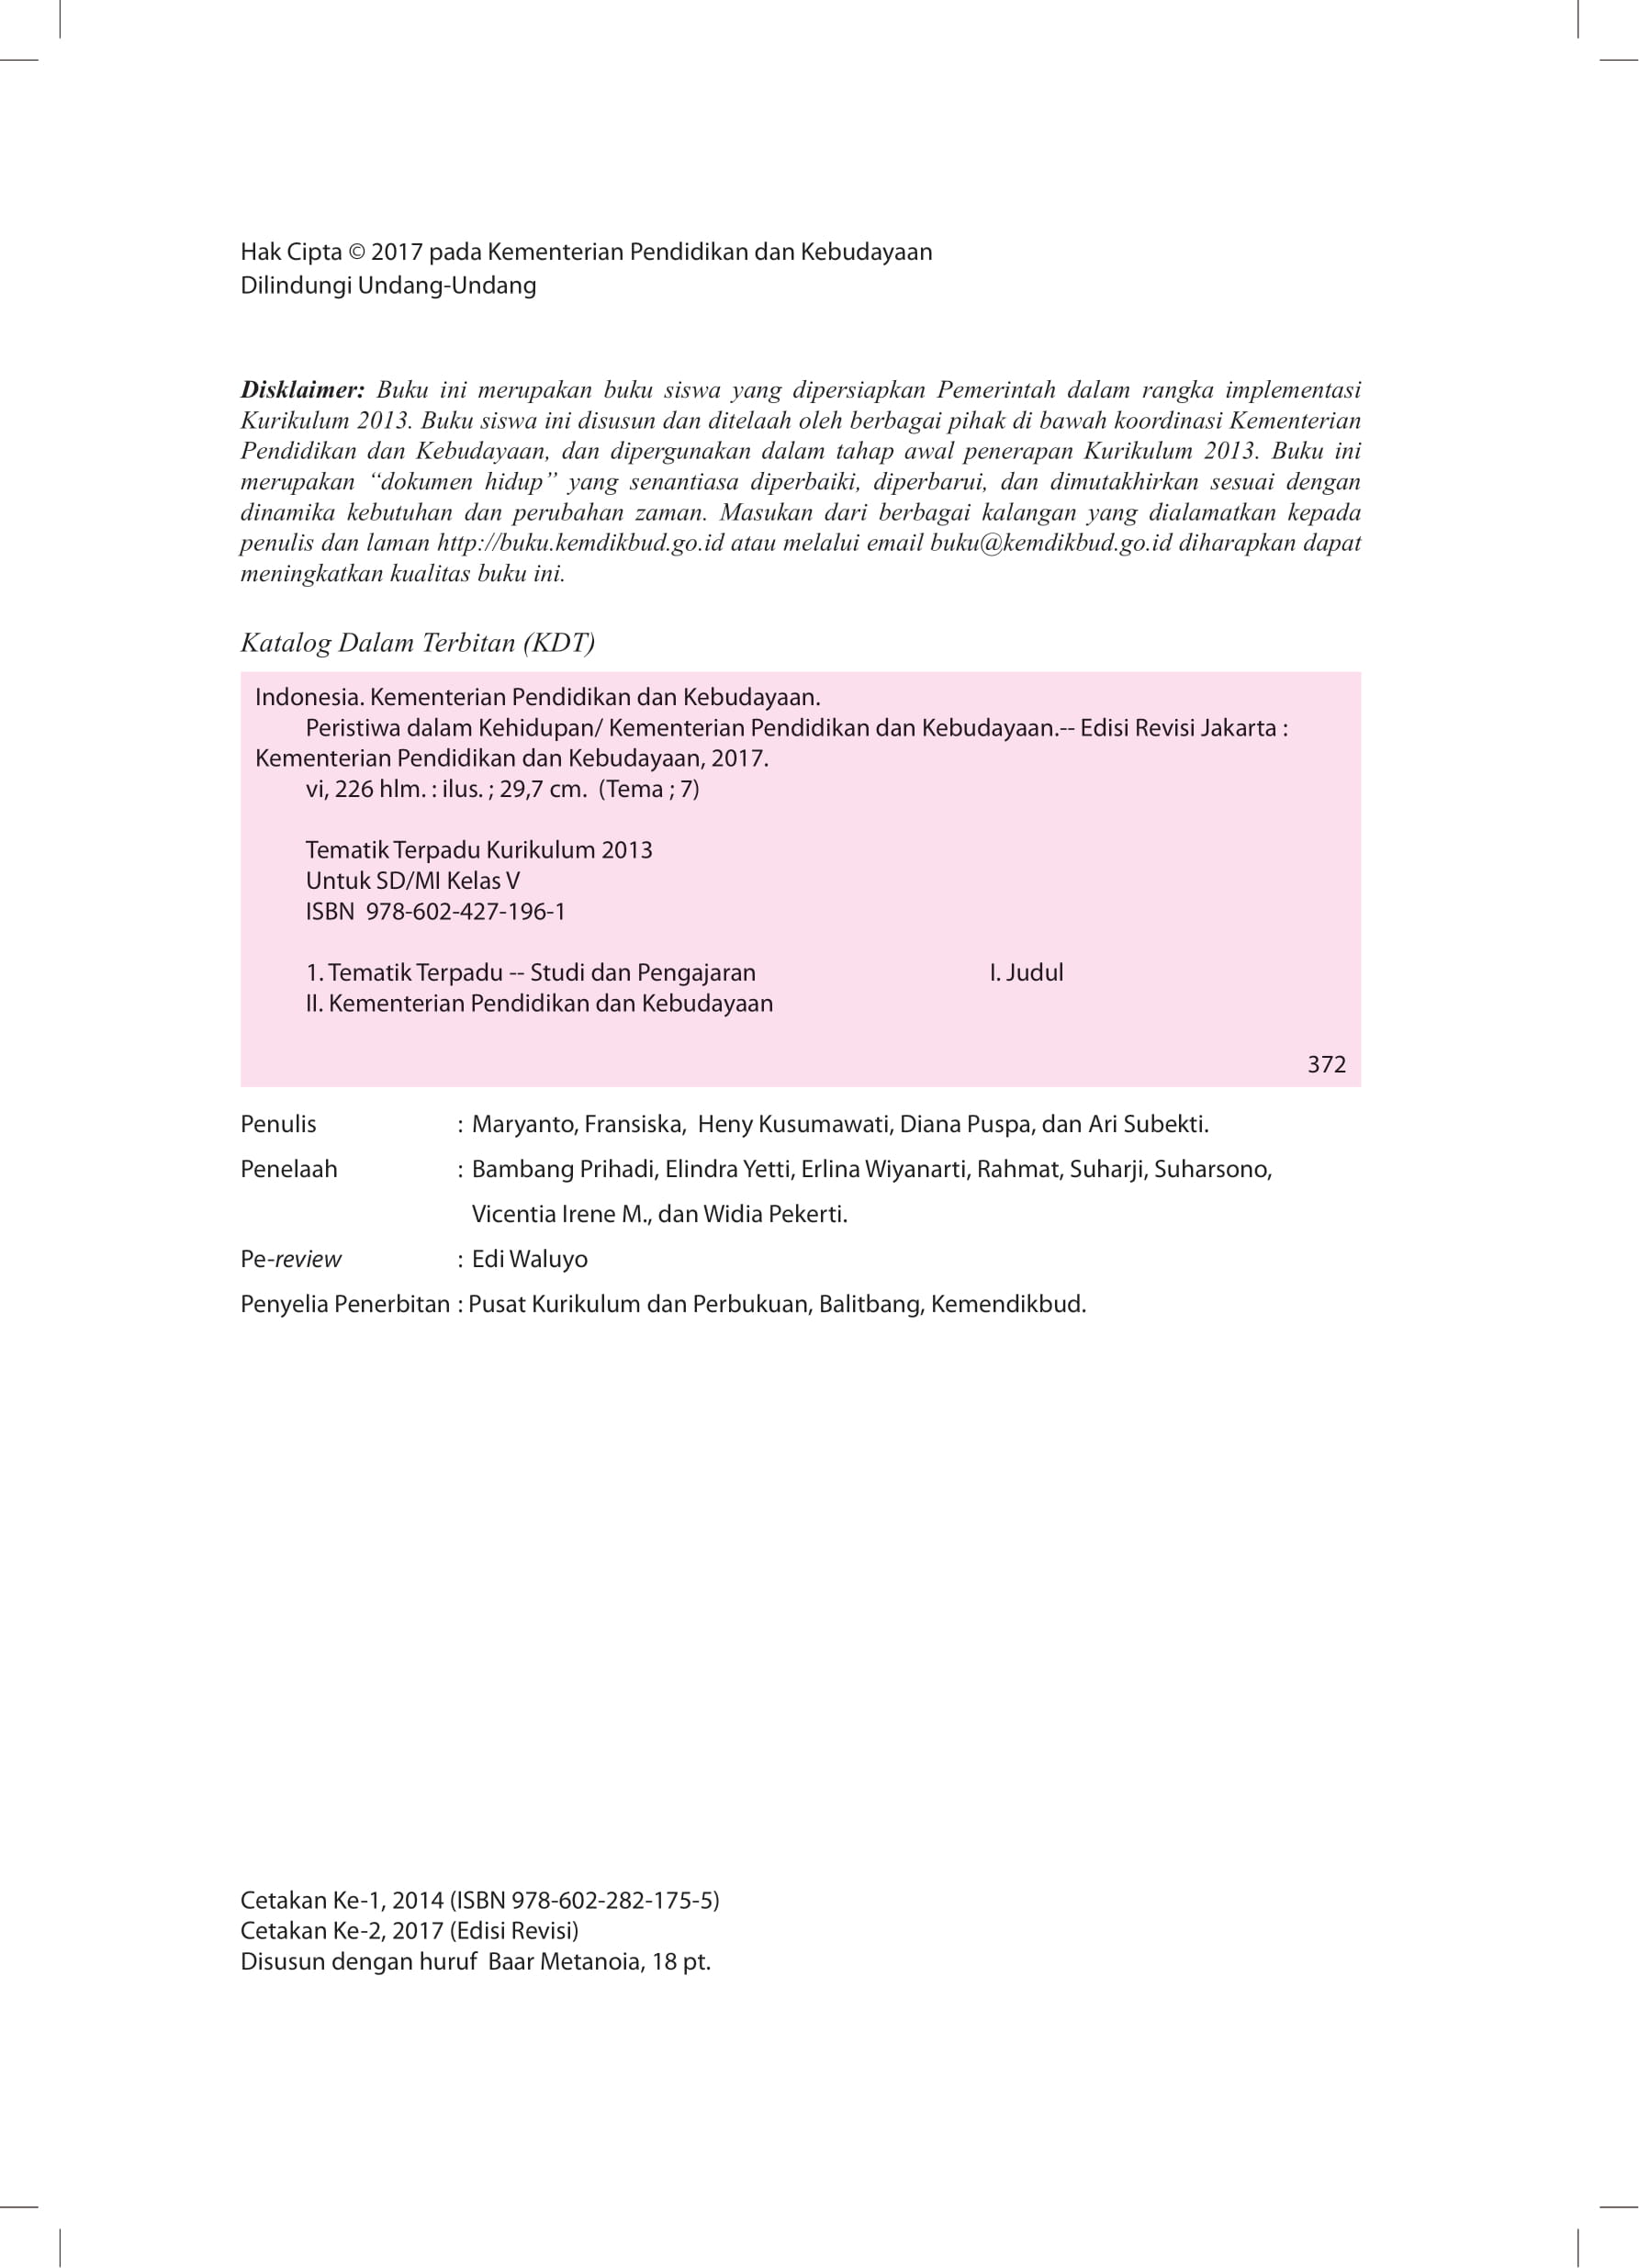 Hak Cipta © 2017 pada Kementerian Pendidikan dan Kebudayaan
Dilindungi Undang-Undang
Disklaimer: Buku ini merupakan buku siswa yang dipersiapkan Pemerintah dalam rangka implementasi
Kurikulum 2013. Buku siswa ini disusun dan ditelaah oleh berbagai pihak di bawah koordinasi Kementerian
Pendidikan dan Kebudayaan, dan dipergunakan dalam tahap awal penerapan Kurikulum 2013. Buku ini
merupakan “dokumen hidup” yang senantiasa diperbaiki, diperbarui, dan dimutakhirkan sesuai dengan
dinamika kebutuhan dan perubahan zaman. Masukan dari berbagai kalangan yang dialamatkan kepada
penulis dan laman http://buku.kemdikbud.go.id atau melalui email buku@kemdikbud.go.id diharapkan dapat
meningkatkan kualitas buku ini.
Katalog Dalam Terbitan (KDT)
Indonesia. Kementerian Pendidikan dan Kebudayaan.
Peristiwa dalam Kehidupan/ Kementerian Pendidikan dan Kebudayaan.-- Edisi Revisi Jakarta :
Kementerian Pendidikan dan Kebudayaan, 2017.
vi, 226 hlm. : ilus. ; 29,7 cm. (Tema ; 7)
Tematik Terpadu Kurikulum 2013
Untuk SD/MI Kelas V
ISBN 978-602-427-196-1
1. Tematik Terpadu -- Studi dan Pengajaran I. Judul
II. Kementerian Pendidikan dan Kebudayaan
372
Penulis : Maryanto, Fransiska, Heny Kusumawati, Diana Puspa, dan Ari Subekti.
Penelaah : Bambang Prihadi, Elindra Yetti, Erlina Wiyanarti, Rahmat, Suharji, Suharsono,
Vicentia Irene M., dan Widia Pekerti.
Pe-review : Edi Waluyo
Penyelia Penerbitan : Pusat Kurikulum dan Perbukuan, Balitbang, Kemendikbud.
Cetakan Ke-1, 2014 (ISBN 978-602-282-175-5)
Cetakan Ke-2, 2017 (Edisi Revisi)
Disusun dengan huruf Baar Metanoia, 18 pt.